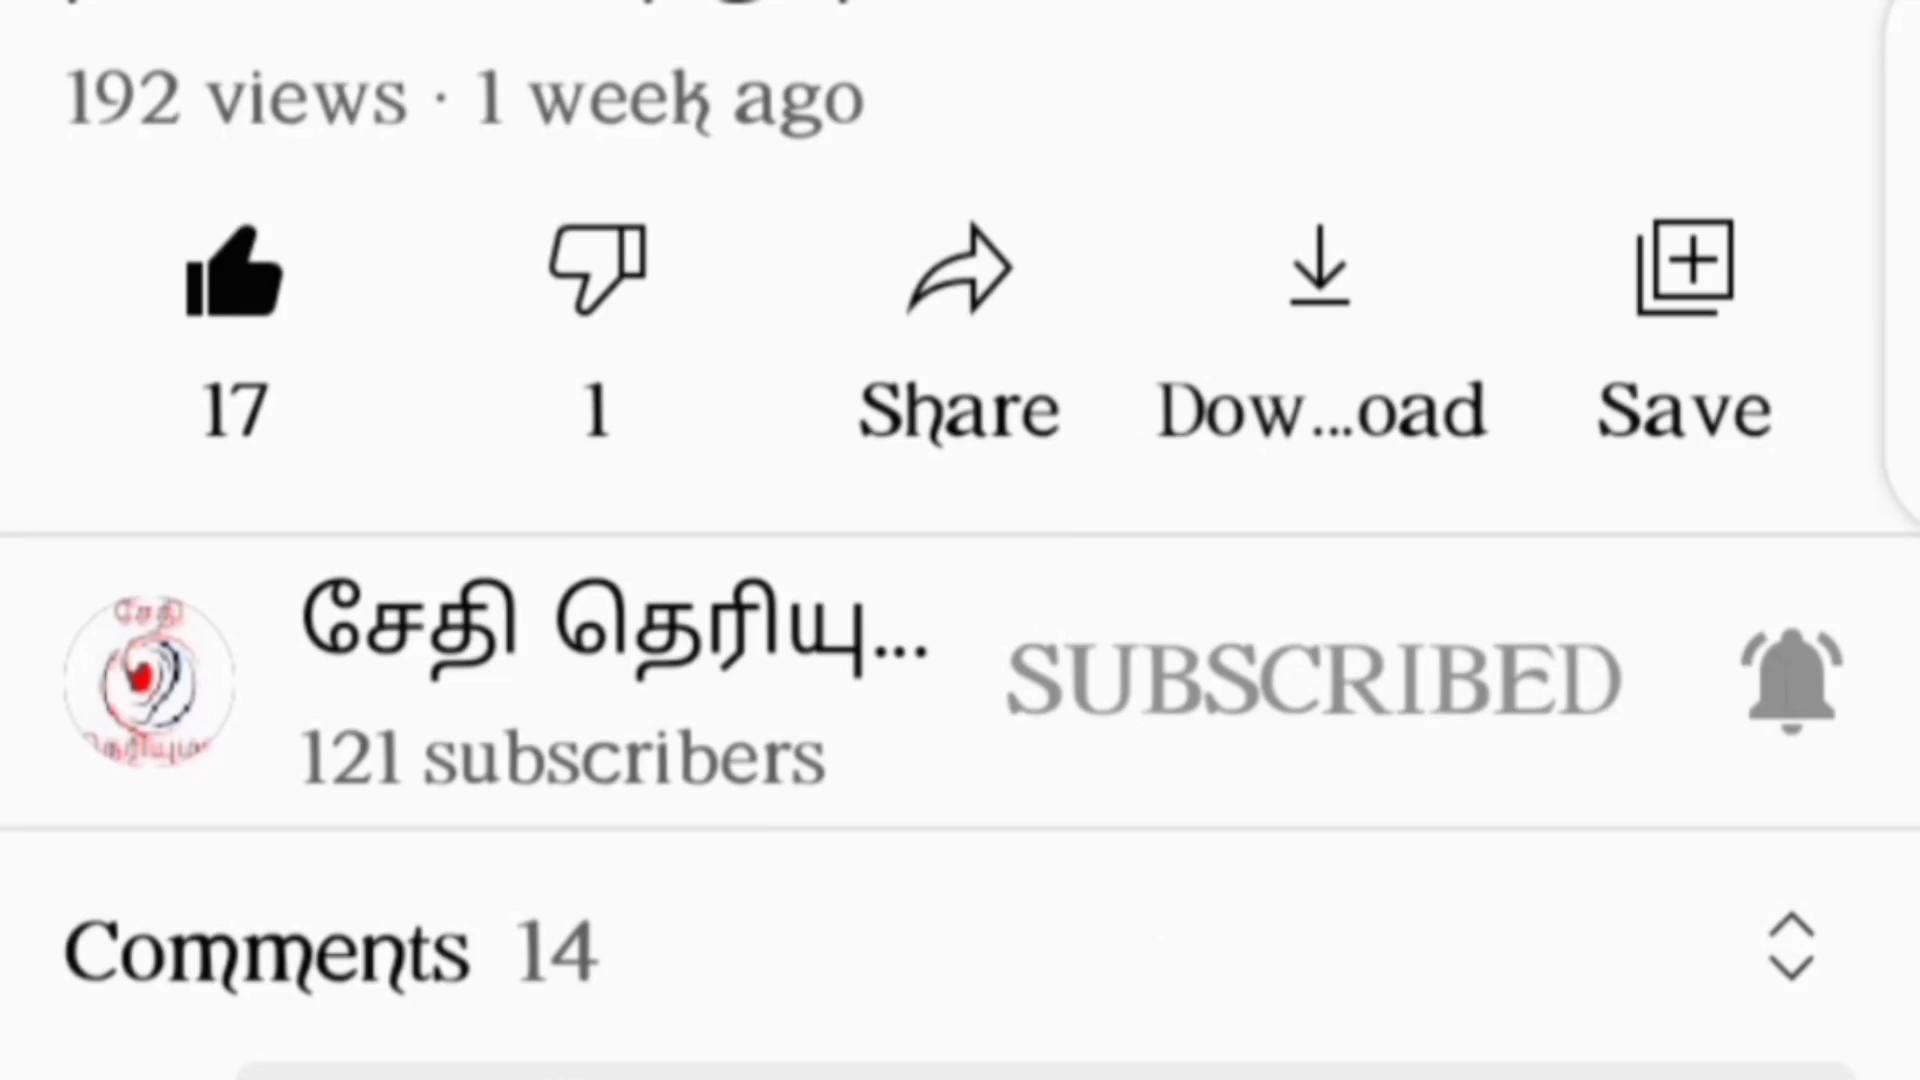 192 views · 1 week ago
17 1 Share Dow...oad Save
சேதி
தெரியுமா
சேதி தெரியு...
SUBSCRIBED
121 subscribers
Comments 14